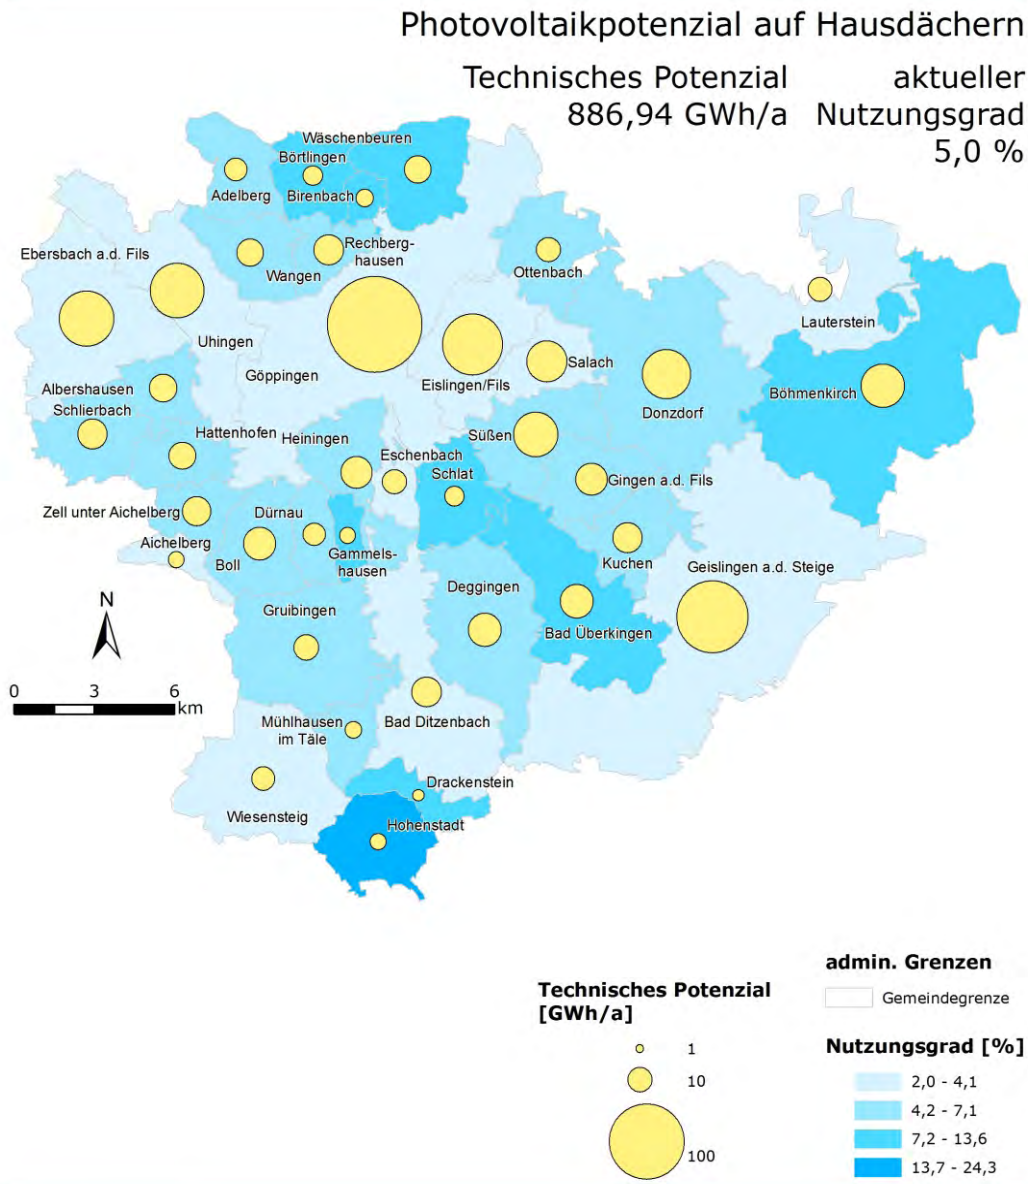 Photovoltaikpotenzial auf Hausdächern
Technisches Potenzial
886,94 GWh/a
aktueller
Nutzungsgrad
5,0 %
Wäschenbeuren
Börtlingen
Adelberg
Birenbach
Rechberg-
hausen
Wangen
Ebersbach a.d. Fils
Ottenbach
Lauterstein
Uhingen
Göppingen
Eislingen/Fils
Salach
Donzdorf
Böhmenkirch
Albershausen
Schlierbach
Hattenhofen
Heiningen
Süßen
Eschenbach
Schlat
Gingen a.d. Fils
Zell unter Aichelberg
Dürnau
Aichelberg
Boll
Gammels-
hausen
Kuchen
Geislingen a.d. Steige
Deggingen
Gruibingen
Bad Überkingen
N
0 3 6
km
Mühlhausen
im Täle
Bad Ditzenbach
Drackenstein
Wiesensteig
Hohenstadt
Technisches Potenzial
[GWh/a]
1
10
100
admin. Grenzen
Gemeindegrenze
Nutzungsgrad [%]
2,0 - 4,1
4,2 - 7,1
7,2 - 13,6
13,7 - 24,3